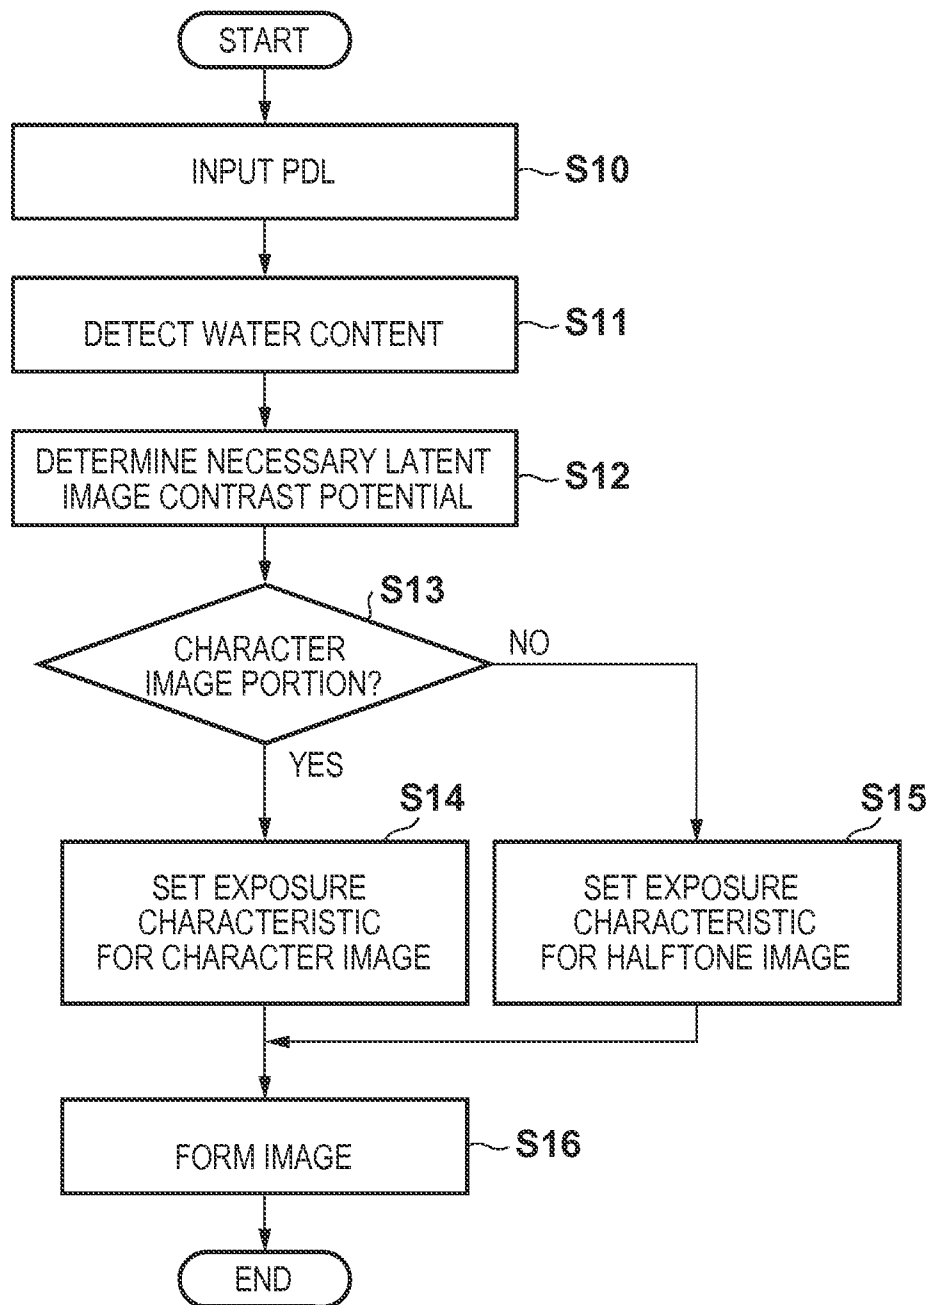 START
INPUT PDL
S10
DETECT WATER CONTENT
S11
DETERMINE NECESSARY LATENT
IMAGE CONTRAST POTENTIAL
S12
S13
CHARACTER
IMAGE PORTION?
NO
YES
S14
SET EXPOSURE
CHARACTERISTIC
FOR CHARACTER IMAGE
S15
SET EXPOSURE
CHARACTERISTIC
FOR HALFTONE IMAGE
FORM IMAGE
S16
END